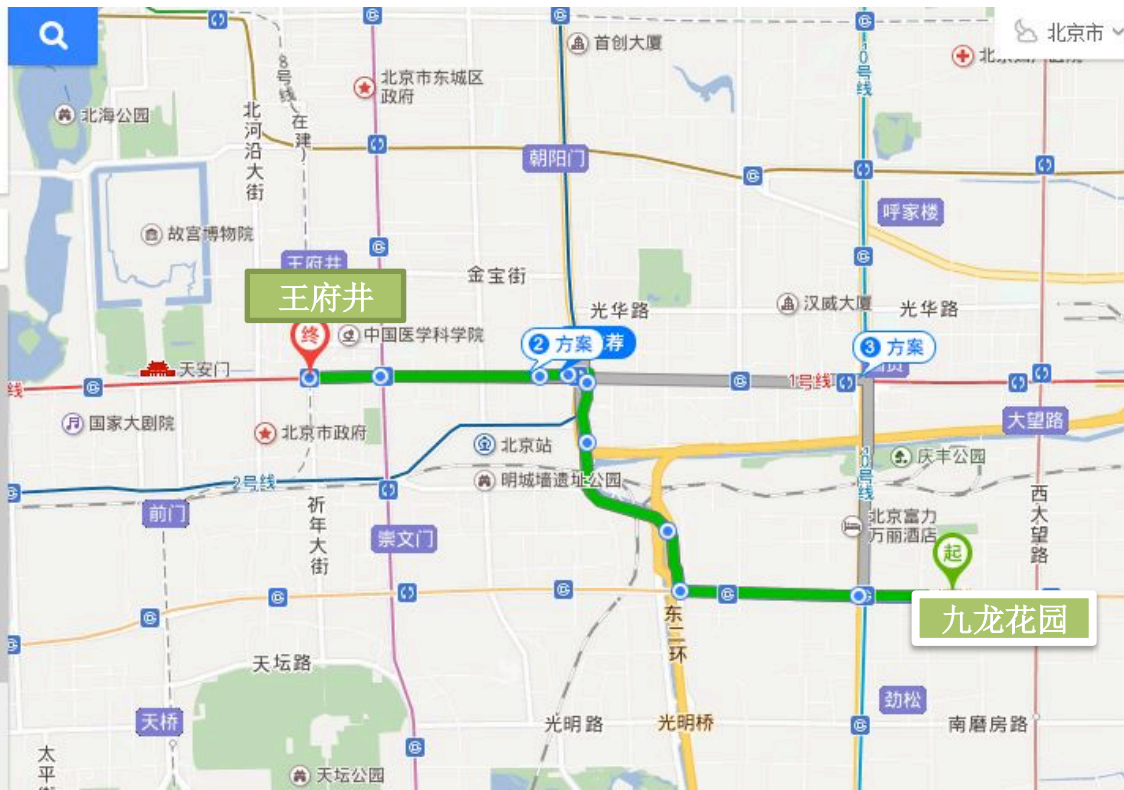 北京市
首创大厦
10号线
8号线（在建）
北京市东城区
政府
北海公园
北河沿大街
朝阳门
呼家楼
故宫博物院
王府井
金宝街
王府井
汉威大厦
光华路
光华路
终
中国医学科学院
2 方案
荐
3 方案
天安门
线
1号线
国家大剧院
北京市政府
大望路
北京站
10号线
庆丰公园
2号线
明城墙遗址公园
前门
祈年大街
西大望路
北京富力
万丽酒店
崇文门
起
九龙花园
东二环
天坛路
劲松
天桥
光明路
光明桥
南磨房路
太平
天坛公园